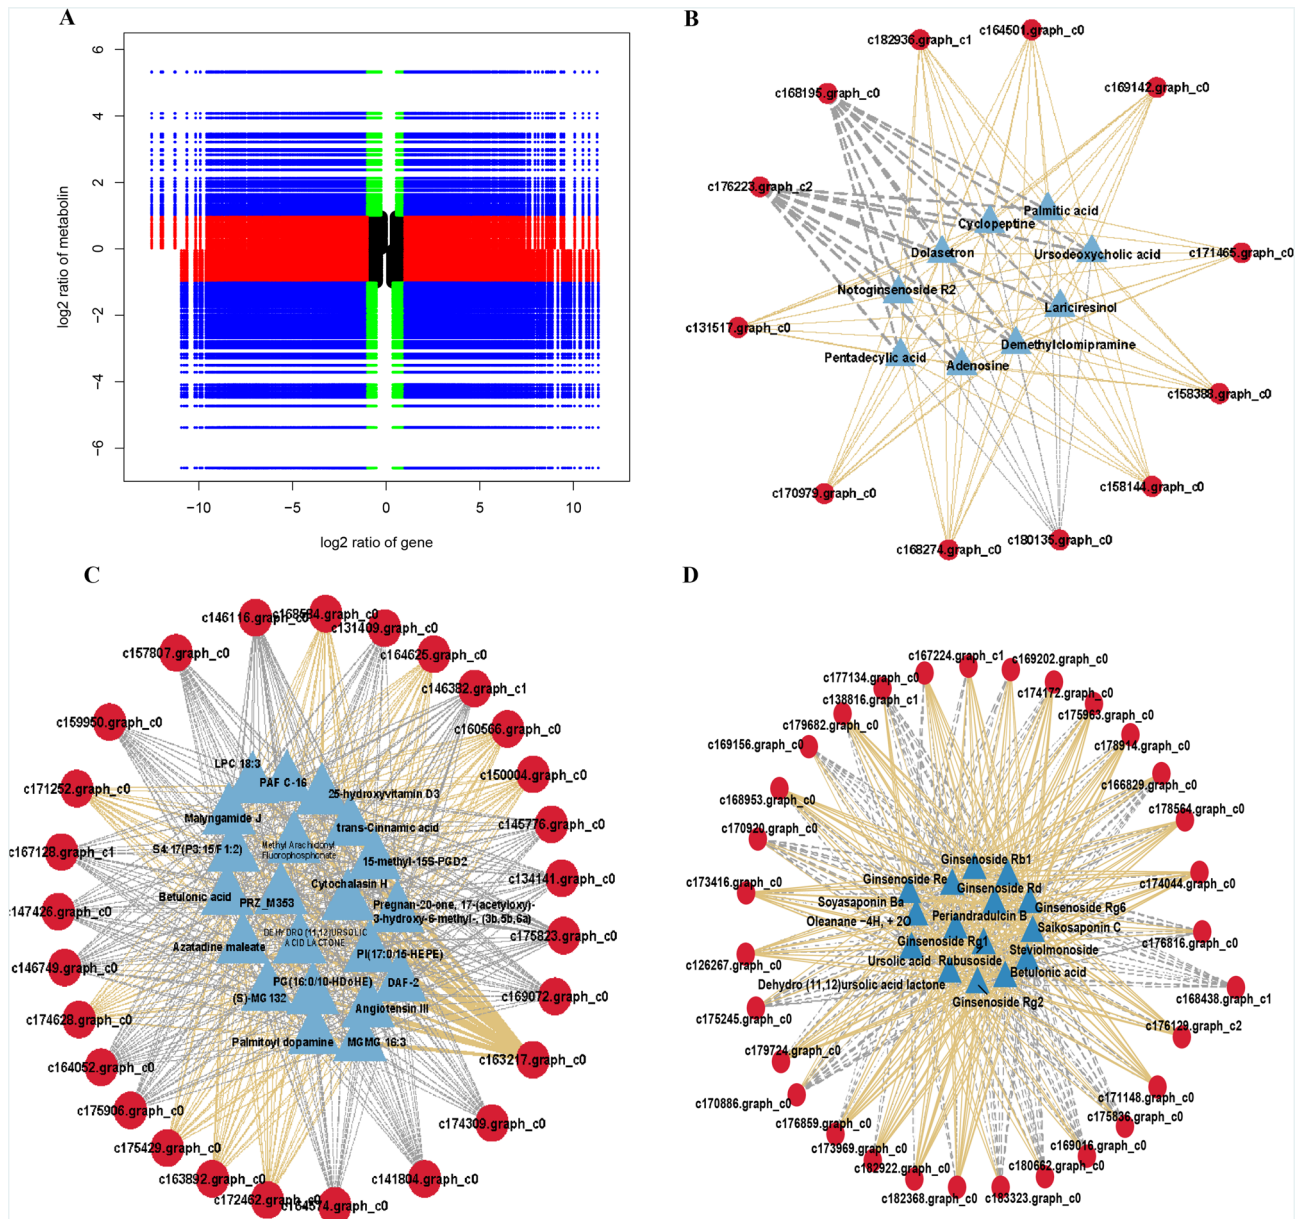 A
6
4
2
0
−2
−4
−6
log2 ratio of metabolin
−10
−5
0
5
10
log2 ratio of gene
B
c164501.graph_c0
c182936.graph_c1
c169142.graph_c0
c168195.graph_c0
c176223.graph_c2
Palmitic acid
Cyclopeptine
Dolasetron
Ursodeoxycholic acid
c171465.graph_c0
Notoginsenoside R2
Lariciresinol
c131517.graph_c0
Demethylclomipramine
Pentadecylic acid
Adenosine
c158388.graph_c0
c158144.graph_c0
c170979.graph_c0
c180135.graph_c0
c168274.graph_c0
C
c146116.graph_c0
c168584.graph_c0
c131409.graph_c0
c157807.graph_c0
c164625.graph_c0
c146382.graph_c1
c159950.graph_c0
c160566.graph_c0
LPC 18:3
PAF C-16
c150004.graph_c0
c171252.graph_c0
25-hydroxyvitamin D3
Malyngamide J
trans-Cinnamic acid
c145776.graph_c0
c167128.graph_c1
S4:17(P3:15/F1:2)
Methyl Arachidonyl
Fluorophosphonate
15-methyl-15S-PGD2
c134141.graph_c0
Cytochalasin H
Betulonic acid
PRZ_M353
Pregnan-20-one, 17-(acetyloxy)-
3-hydroxy-6-methyl-, (3b,5b,6a)
c147426.graph_c0
DEHYDRO (11,12)URSOLIC
ACID LACTONE
c175823.graph_c0
Azatadine maleate
PI(17:0/15-HEPE)
c146749.graph_c0
PG(16:0/10-HDoHE)
DAF-2
(S)-MG132
c169072.graph_c0
Angiotensin III
c174628.graph_c0
Palmitoyl dopamine
MGMG 16:3
c163217.graph_c0
c164052.graph_c0
c175906.graph_c0
c174309.graph_c0
c175429.graph_c0
c163892.graph_c0
c141804.graph_c0
c172462.graph_c0
c164574.graph_c0
D
c167224.graph_c1
c169202.graph_c0
c177134.graph_c0
c174172.graph_c0
c138816.graph_c1
c175963.graph_c0
c179682.graph_c0
c178914.graph_c0
c169156.graph_c0
c166829.graph_c0
c168953.graph_c0
c178564.graph_c0
c170920.graph_c0
Ginsenoside Rb1
c174044.graph_c0
c173416.graph_c0
Ginsenoside Re
Ginsenoside Rd
Soyasaponin Ba
Ginsenoside Rg6
Periandradulcin B
Oleanane −4H, + 2O
Saikosaponin C
c176816.graph_c0
Ginsenoside Rg1
Steviolmonoside
c126267.graph_c0
Ursolic acid
Rubusoside
Betulonic acid
Dehydro (11,12)ursolic acid lactone
c168438.graph_c1
Ginsenoside Rg2
c175245.graph_c0
c176129.graph_c2
c179724.graph_c0
c170886.graph_c0
c171148.graph_c0
c175836.graph_c0
c176859.graph_c0
c173969.graph_c0
c169016.graph_c0
c182922.graph_c0
c180662.graph_c0
c182368.graph_c0
c183323.graph_c0